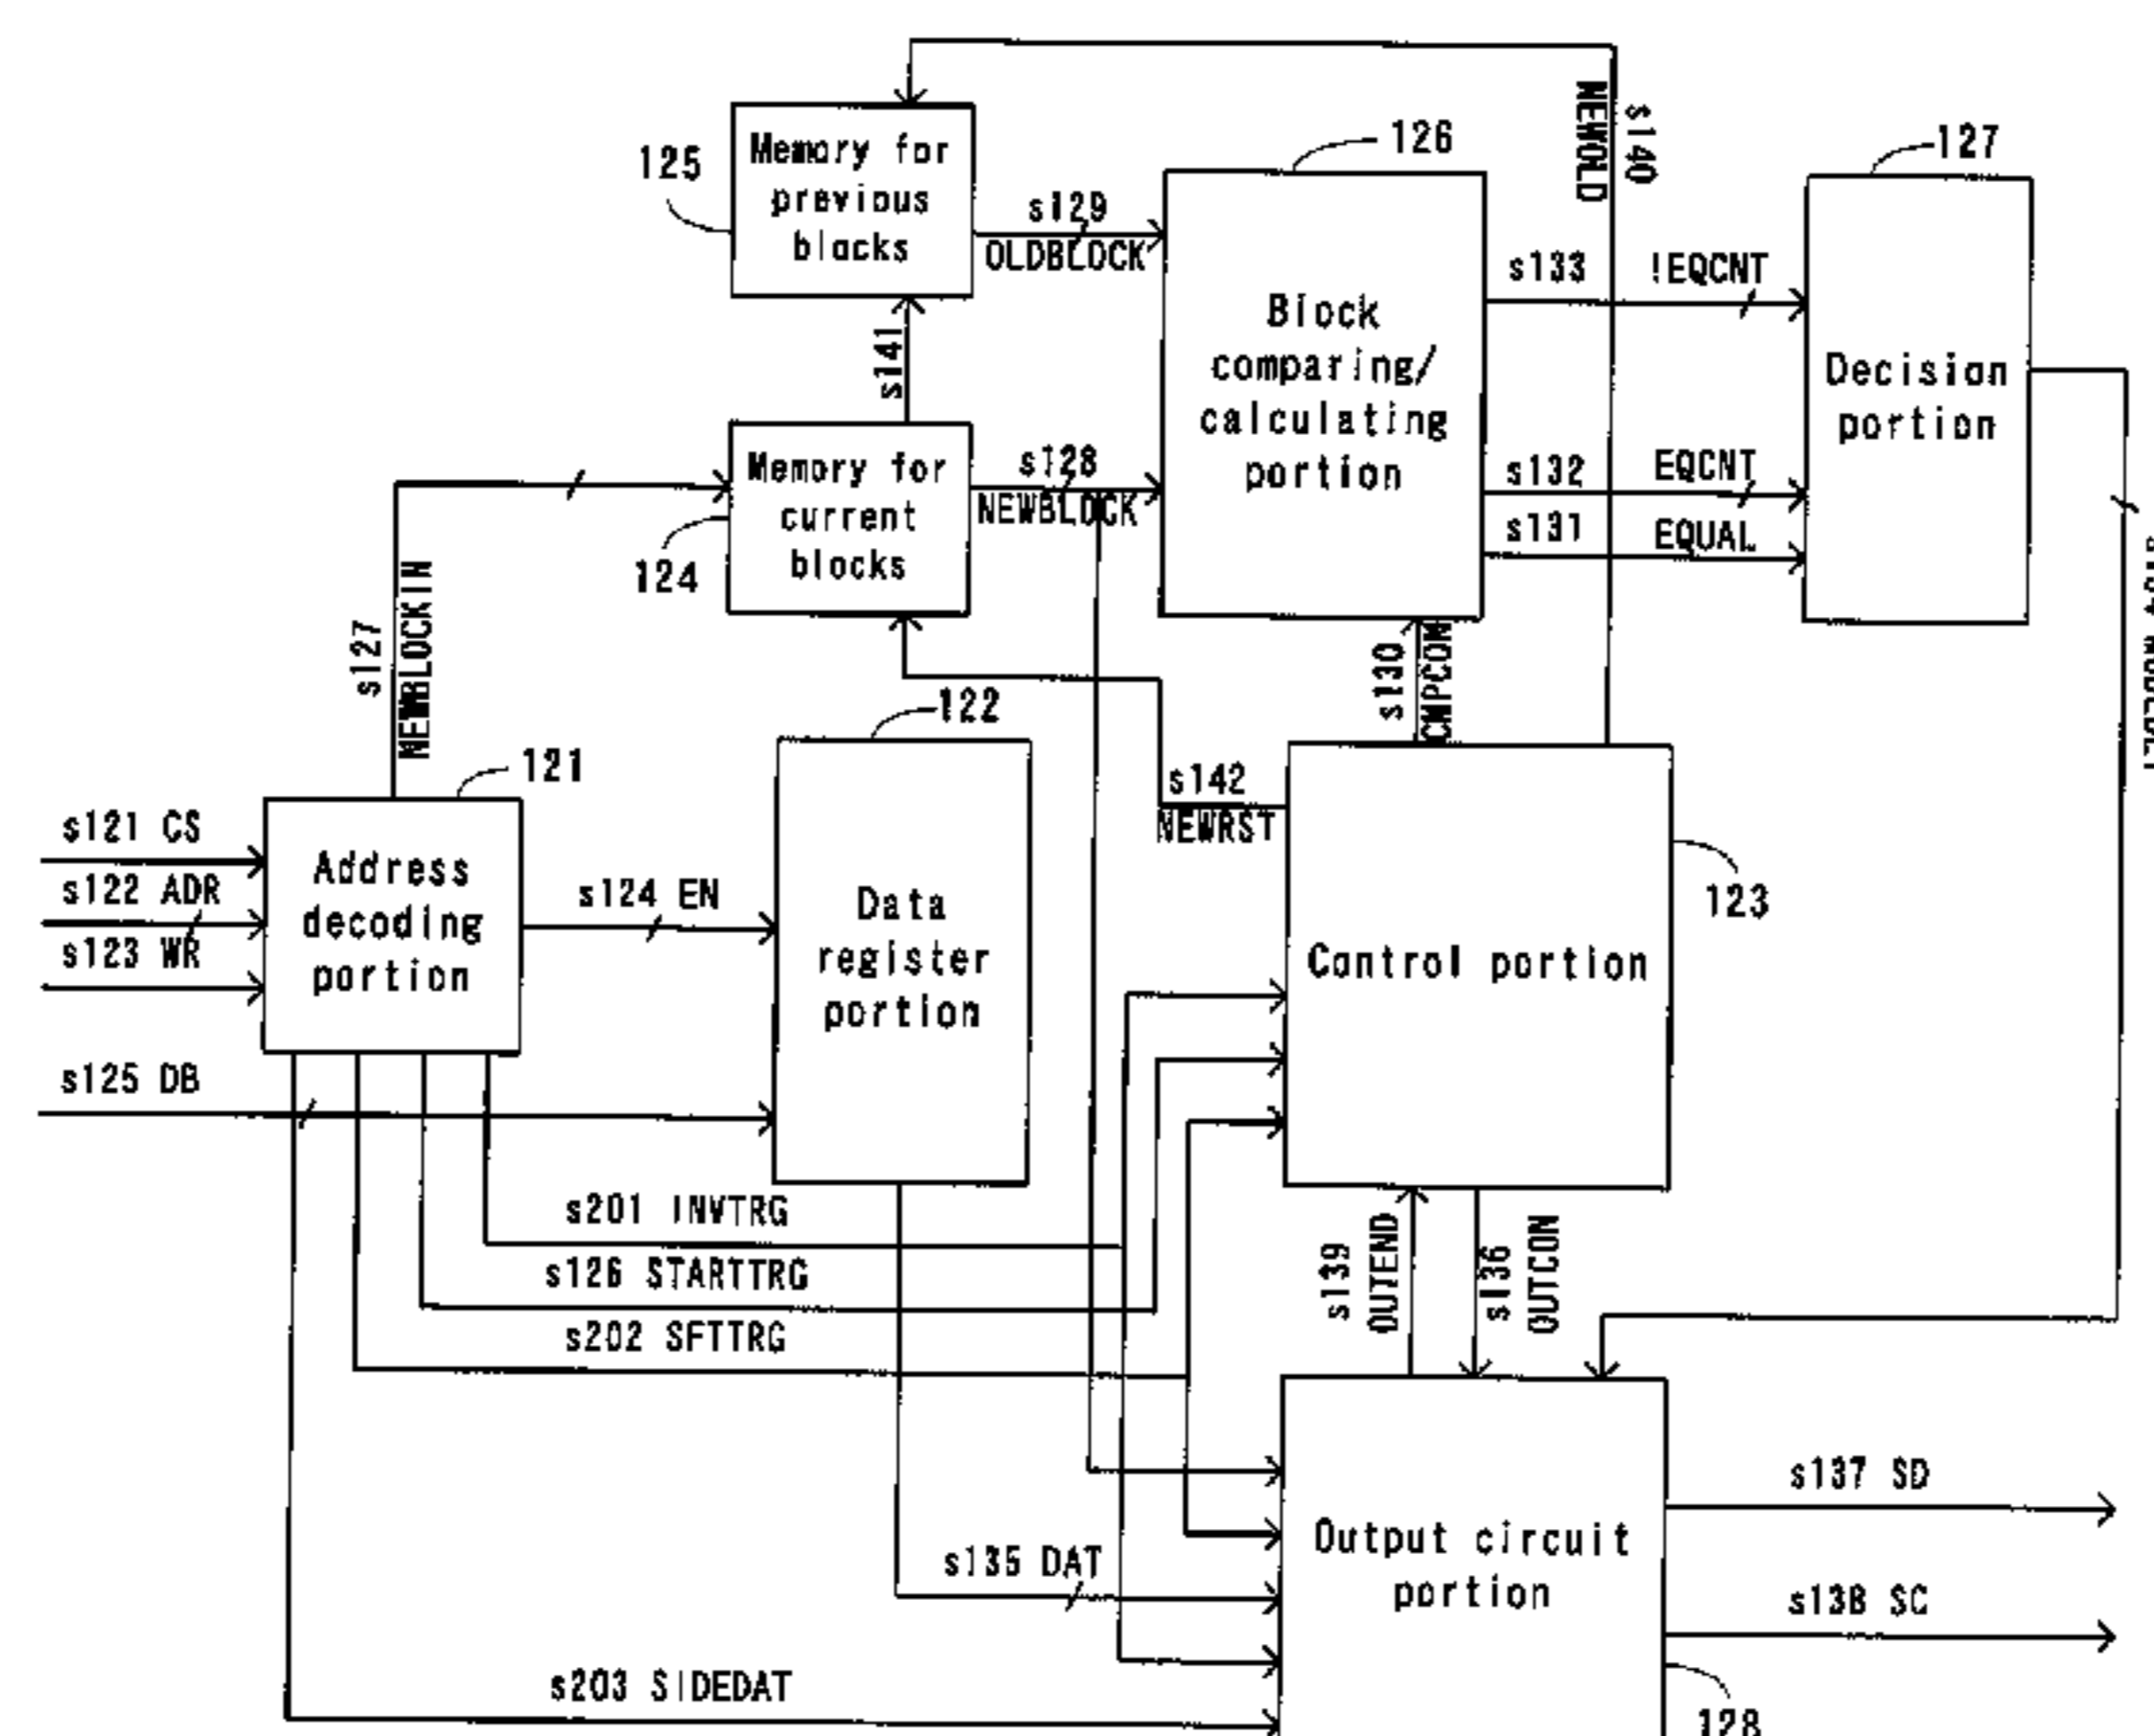 125
Memory for
previous
blocks
s129
OLDBLOCK
126
NEWOLD
s140
127
s133 !EQCNT
Block
comparing/
calculating
portion
Decision
portion
s141
Memory for
current
blocks
124
s128
NEWBLOCK
s132 EQCNT
s131 EQUAL
s127
NEWBLOCKIN
s130
CMPCOM
122
121
s142
NEWRST
s121 CS
s122 ADR
s123 WR
Address
decoding
portion
s124 EN
Data
register
portion
Control portion
123
s125 DB
s201 INVTRG
s126 STARTTRG
s202 SFTTRG
s139
OUTEND
s136
OUTCON
s137 SD
Output circuit
portion
s135 DAT
s138 SC
s203 SIDEDAT
128